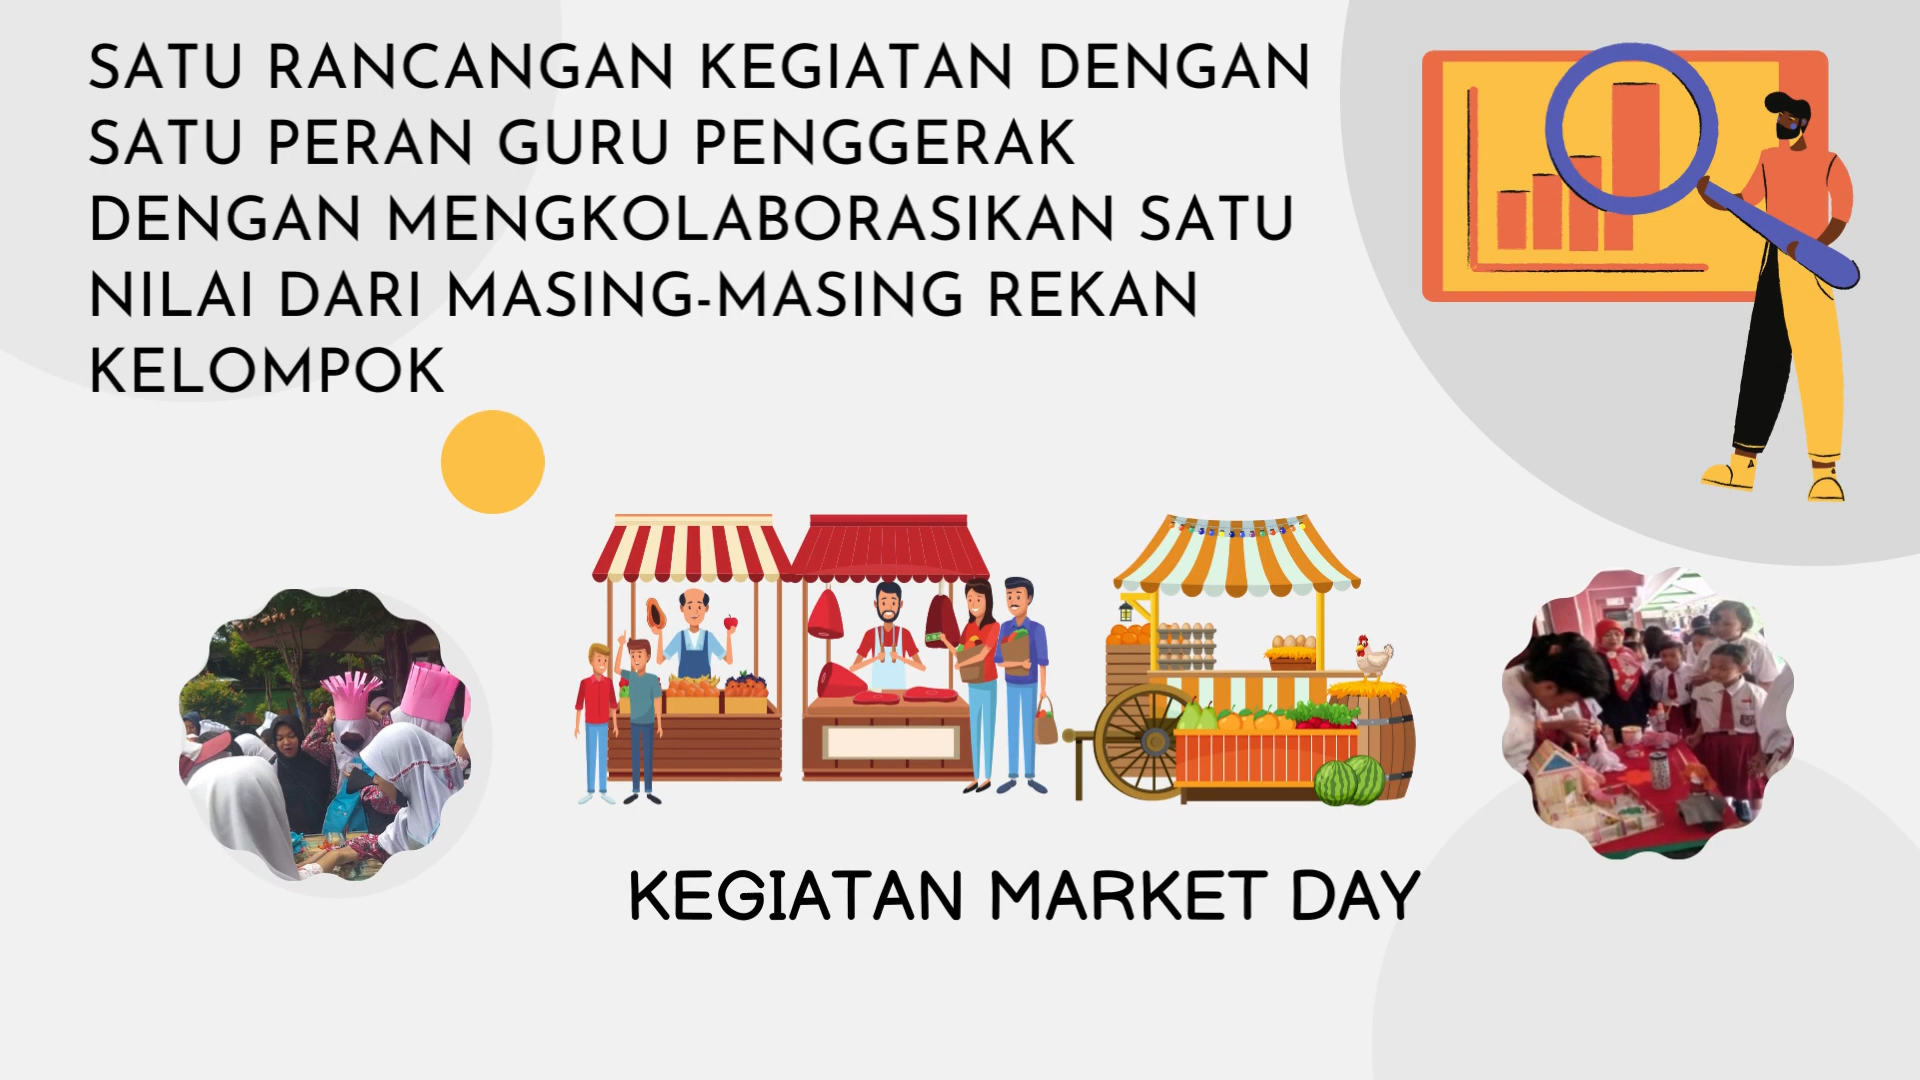 SATU RANCANGAN KEGIATAN DENGAN
SATU PERAN GURU PENGGERAK
DENGAN MENGKOLABORASIKAN SATU
NILAI DARI MASING-MASING REKAN
KELOMPOK
KEGIATAN MARKET DAY